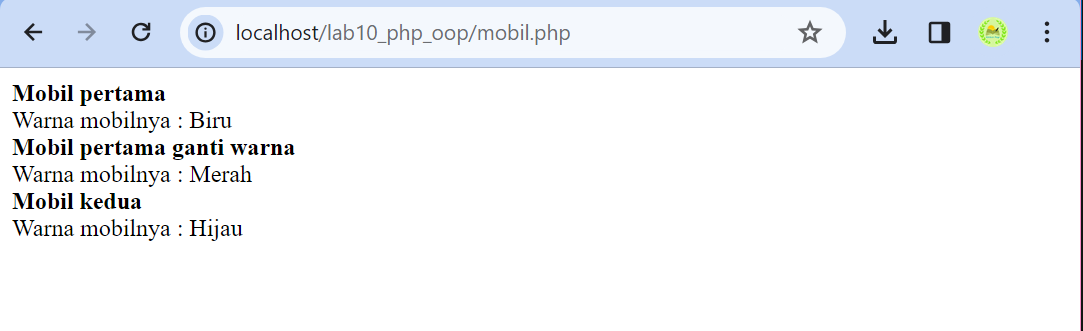 localhost/lab10_php_oop/mobil.php
Mobil pertama
Warna mobilnya : Biru
Mobil pertama ganti warna
Warna mobilnya : Merah
Mobil kedua
Warna mobilnya : Hijau